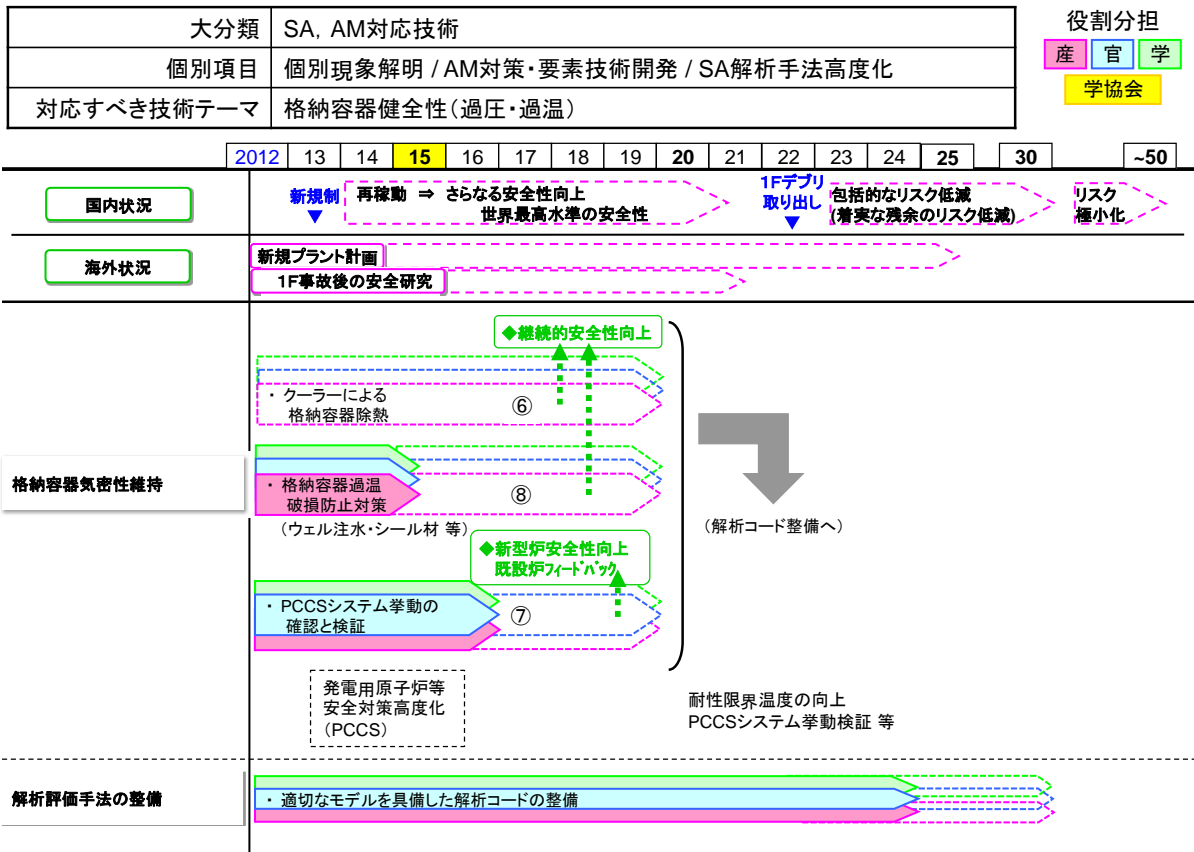 大分類 SA, AM対応技術
個別項目 個別現象解明 / AM対策・要素技術開発 / SA解析手法高度化
対応すべき技術テーマ 格納容器健全性(過圧・過温)
役割分担
産 官 学
学協会
2012 13 14 15 16 17 18 19 20 21 22 23 24 25 30 ~50
国内状況
新規制
再稼動 ⇒ さらなる安全性向上
世界最高水準の安全性
1Fデブリ
取り出し
包括的なリスク低減
(着実な残余のリスク低減)
リスク
極小化
海外状況
新規プラント計画
1F事故後の安全研究
◆継続的安全性向上
・ クーラーによる
格納容器除熱
⑥
格納容器気密性維持
・ 格納容器過温
破損防止対策
⑧
(ウェル注水・シール材 等)
(解析コード整備へ)
◆新型炉安全性向上
既設炉フィードバック
・ PCCSシステム挙動の
確認と検証
⑦
発電用原子炉等
安全対策高度化
(PCCS)
耐性限界温度の向上
PCCSシステム挙動検証 等
解析評価手法の整備
・ 適切なモデルを具備した解析コードの整備